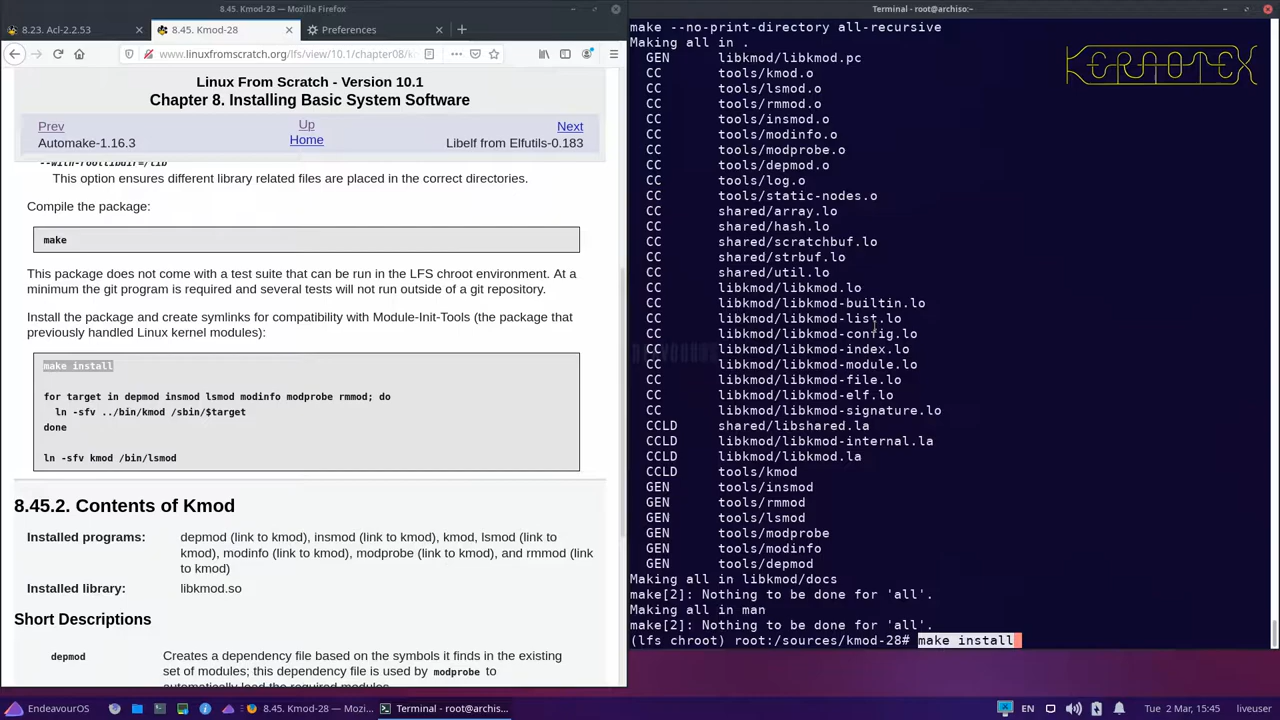 8.45. Kmod-28 — Mozilla Firefox
8.23. Acl-2.2.53
8.45. Kmod-28
Preferences
www.linuxfromscratch.org/lfs/view/10.1/chapter08/k
Linux From Scratch - Version 10.1
Chapter 8. Installing Basic System Software
Prev
Up
Next
Automake-1.16.3
Home
Libelf from Elfutils-0.183
--with-rootlibdir=/lib
This option ensures different library related files are placed in the correct directories.
Compile the package:
make
This package does not come with a test suite that can be run in the LFS chroot environment. At a
minimum the git program is required and several tests will not run outside of a git repository.
Install the package and create symlinks for compatibility with Module-Init-Tools (the package that
previously handled Linux kernel modules):
make install
for target in depmod insmod lsmod modinfo modprobe rmmod; do
ln -sfv ../bin/kmod /sbin/$target
done
ln -sfv kmod /bin/lsmod
8.45.2. Contents of Kmod
Installed programs:
depmod (link to kmod), insmod (link to kmod), kmod, lsmod (link to
kmod), modinfo (link to kmod), modprobe (link to kmod), and rmmod (link
to kmod)
Installed library:
libkmod.so
Short Descriptions
depmod
Creates a dependency file based on the symbols it finds in the existing
set of modules; this dependency file is used by modprobe to
automatically load the required modules
Terminal - root@archiso:~
make --no-print-directory all-recursive
Making all in .
GEN libkmod/libkmod.pc
CC tools/kmod.o
CC tools/lsmod.o
CC tools/rmmod.o
CC tools/insmod.o
CC tools/modinfo.o
CC tools/modprobe.o
CC tools/depmod.o
CC tools/log.o
CC tools/static-nodes.o
CC shared/array.lo
CC shared/hash.lo
CC shared/scratchbuf.lo
CC shared/strbuf.lo
CC shared/util.lo
CC libkmod/libkmod.lo
CC libkmod/libkmod-builtin.lo
CC libkmod/libkmod-list.lo
CC libkmod/libkmod-config.lo
CC libkmod/libkmod-index.lo
CC libkmod/libkmod-module.lo
CC libkmod/libkmod-file.lo
CC libkmod/libkmod-elf.lo
CC libkmod/libkmod-signature.lo
CCLD shared/libshared.la
CCLD libkmod/libkmod-internal.la
CCLD libkmod/libkmod.la
CCLD tools/kmod
GEN tools/insmod
GEN tools/rmmod
GEN tools/lsmod
GEN tools/modprobe
GEN tools/modinfo
GEN tools/depmod
Making all in libkmod/docs
make[2]: Nothing to be done for 'all'.
Making all in man
make[2]: Nothing to be done for 'all'.
(lfs chroot) root:/sources/kmod-28# make install
EndeavourOS
8.45. Kmod-28 — Mozi...
Terminal - root@archis...
EN
Tue 2 Mar, 15:45
liveuser